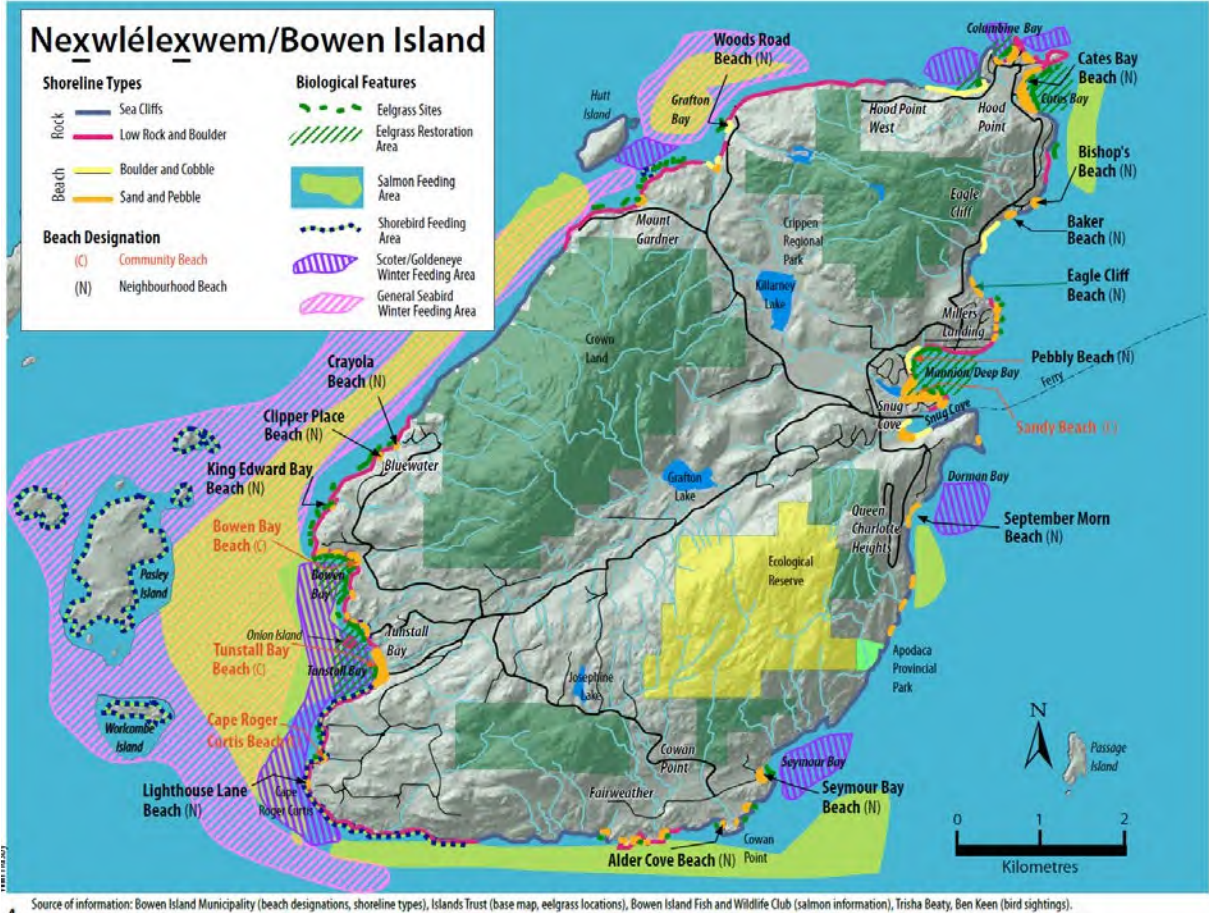 Nexwlélexwem/Bowen Island
Shoreline Types
Rock
Sea Cliffs
Low Rock and Boulder
Beach
Boulder and Cobble
Sand and Pebble
Beach Designation
(C) Community Beach
(N) Neighbourhood Beach
Biological Features
Eelgrass Sites
Eelgrass Restoration
Area
Salmon Feeding
Area
Shorebird Feeding
Area
Scoter/Goldeneye
Winter Feeding Area
General Seabird
Winter Feeding Area
Columbine Bay
Woods Road
Beach (N)
Cates Bay
Beach (N)
Cates Bay
Hutt
Island
Grafton
Bay
Hood Point
West
Hood
Point
Bishop's
(N)
Eagle
Cliff
Baker
Beach (N)
Mount
Gardner
Crippen
Regional
Park
Killarney
Lake
Eagle Cliff
Beach (N)
Millers
Landing
Crown
Land
Pebbly Beach (N)
Mannion/Deep Bay
Ferry
Crayola
Beach (N)
Snug
Cove
Snug Cove
Sandy Beach (C)
Clipper Place
Beach (N)
Bluewater
King Edward Bay
Beach (N)
Grafton
Lake
Dorman Bay
Queen
Charlotte
Heights
September Morn
Beach (N)
Bowen Bay
Beach (C)
Pasley
Island
Bowen
Bay
Ecological
Reserve
Onion Island
Tunstall Bay
Beach (C)
Tunstall
Bay
Tunstall Bay
Apodaca
Provincial
Park
Josephine
Lake
Worlcombe
Island
Cape Roger
Curtis Beach
Cowan
Point
Seymour Bay
N
Passage
Island
Lighthouse Lane
Beach (N)
Cape
Roger Curtis
Fairweather
Seymour Bay
Beach (N)
Alder Cove Beach (N)
Cowan
Point
0 1 2
Kilometres
Source of information: Bowen Island Municipality (beach designations, shoreline types), Islands Trust (base map, eelgrass locations), Bowen Island Fish and Wildlife Club (salmon information), Trisha Beaty, Ben Keen (bird sightings).